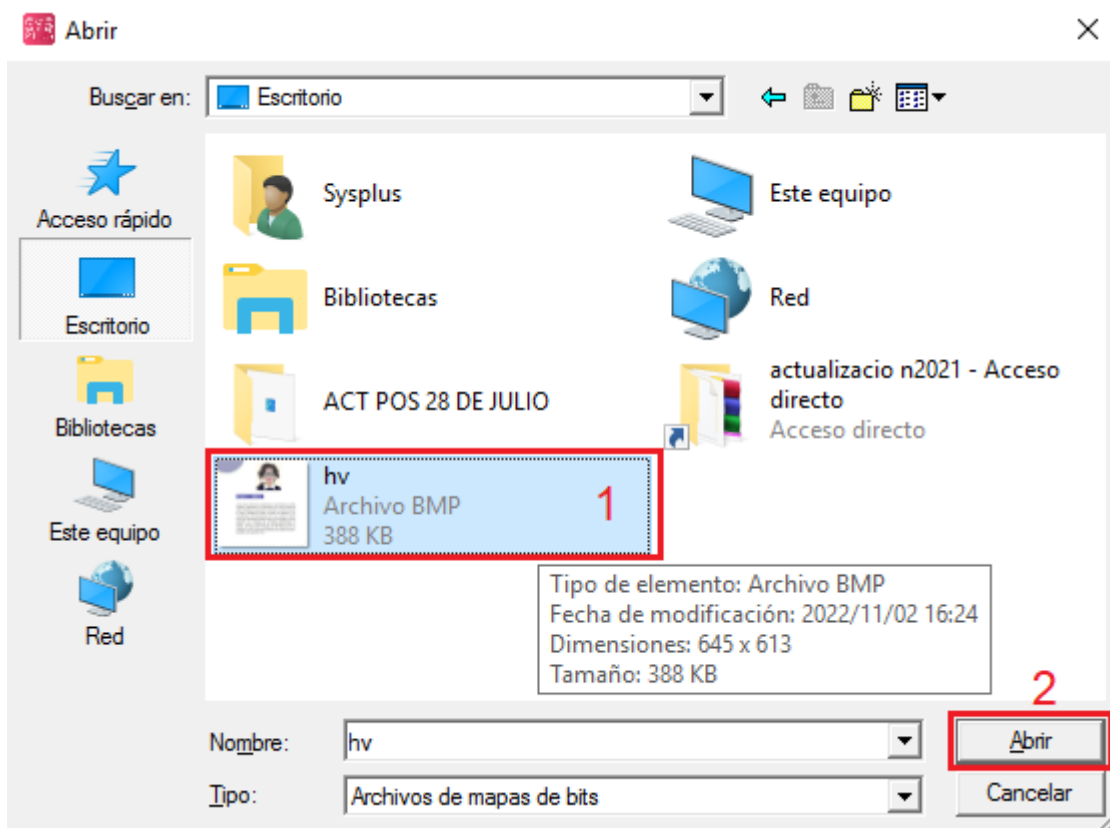 Abrir
Buscar en:
Escritorio
Acceso rápido
Escritorio
Bibliotecas
Este equipo
Red
Sysplus
Este equipo
Bibliotecas
Red
ACT POS 28 DE JULIO
actualizacio n2021 - Acceso
directo
Acceso directo
hv
Archivo BMP
388 KB
1
Tipo de elemento: Archivo BMP
Fecha de modificación: 2022/11/02 16:24
Dimensiones: 645 x 613
Tamaño: 388 KB
2
Nombre:
hv
Abrir
Tipo:
Archivos de mapas de bits
Cancelar